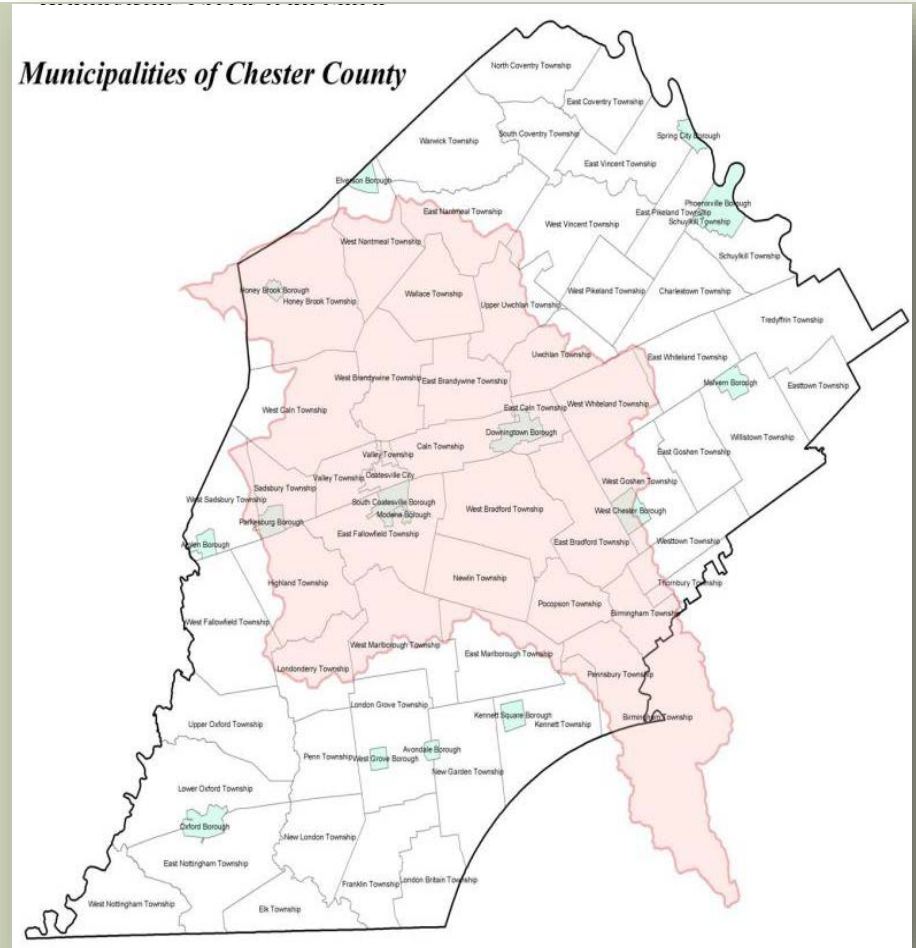 Municipalities of Chester County
North Coventry Township
East Coventry Township
Warwick Township
South Coventry Township
Spring City Borough
East Vincent Township
Elverson Borough
East Nantmeal Township
Phoenixville Borough
East Pikeland Township
Schuylkill Township
West Vincent Township
West Nantmeal Township
Schuylkill Township
Honey Brook Borough
Honey Brook Township
Wallace Township
Upper Uwchlan Township
West Pikeland Township
Charlestown Township
Tredyffrin Township
Uwchlan Township
East Whiteland Township
West Brandywine Township
East Brandywine Township
Malvern Borough
Easttown Township
West Caln Township
East Caln Township
West Whiteland Township
Downingtown Borough
Willistown Township
Caln Township
Valley Township
East Goshen Township
Valley Township
Coatesville City
Sadsbury Township
West Goshen Township
West Sadsbury Township
South Coatesville Borough
Modena Borough
West Bradford Township
West Chester Borough
Parkesburg Borough
East Fallowfield Township
Atglen Borough
East Bradford Township
Westtown Township
Highland Township
Newlin Township
Thornbury Township
Pocopson Township
Birmingham Township
West Fallowfield Township
West Marlborough Township
East Marlborough Township
Londonderry Township
Pennsbury Township
London Grove Township
Kennett Square Borough
Kennett Township
Birmingham Township
Upper Oxford Township
Penn Township
West Grove Borough
Avondale Borough
New Garden Township
Lower Oxford Township
Oxford Borough
New London Township
East Nottingham Township
Franklin Township
London Britain Township
West Nottingham Township
Elk Township